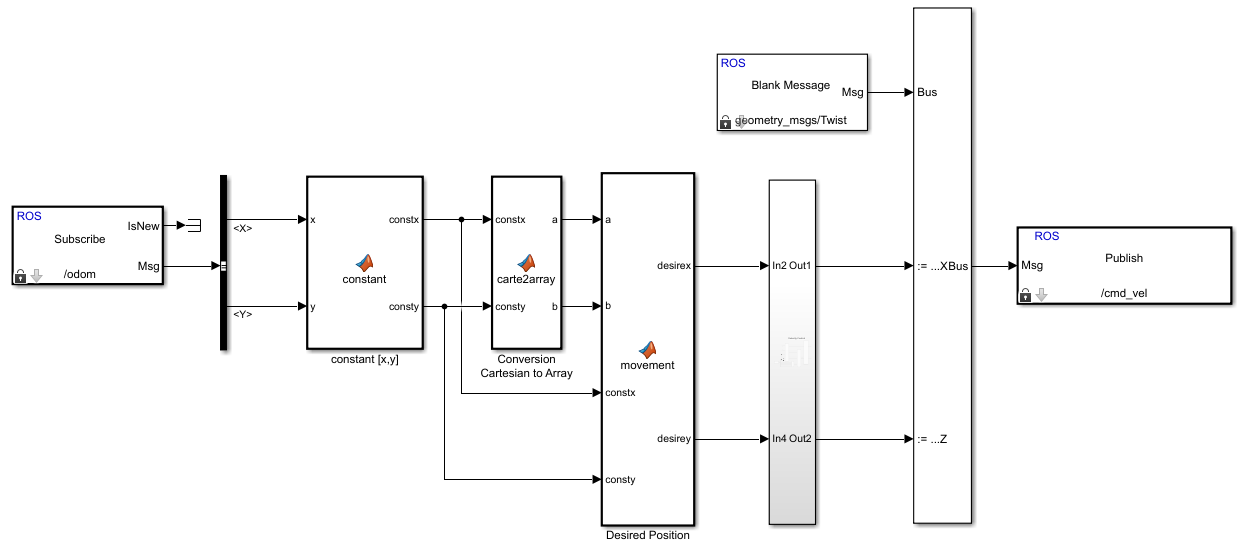 ROS
Subscribe
IsNew
Msg
/odom
<X>
<Y>
x
y
constx
consty
constant
constant [x,y]
constx
consty
a
b
carte2array
Conversion
Cartesian to Array
a
b
constx
consty
desirex
desirey
movement
Desired Position
In2 Out1
In4 Out2
ROS
Blank Message
Msg
geometry_msgs/Twist
Bus
:= ...X
Bus
:= ...Z
ROS
Msg
Publish
/cmd_vel